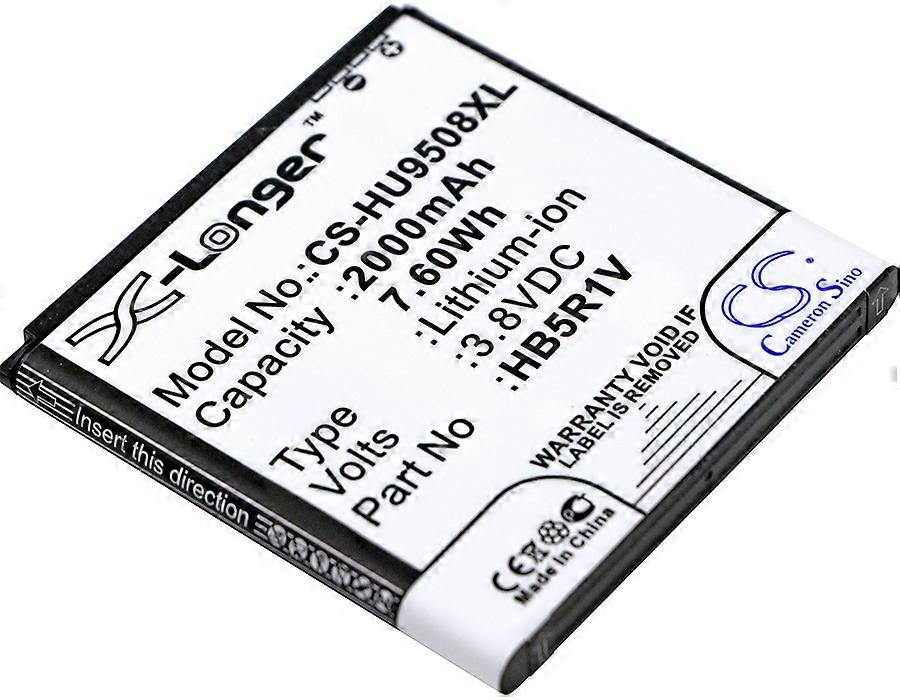 X-Longer™
Model No.:CS-HU9508XL
Capacity :2000mAh
7.60Wh
Type :Lithium-ion
Volts :3.8VDC
Part No :HB5R1V
WARRANTY VOID IF
LABEL IS REMOVED
Cameron Sino
CE
Made in China
Insert this direction